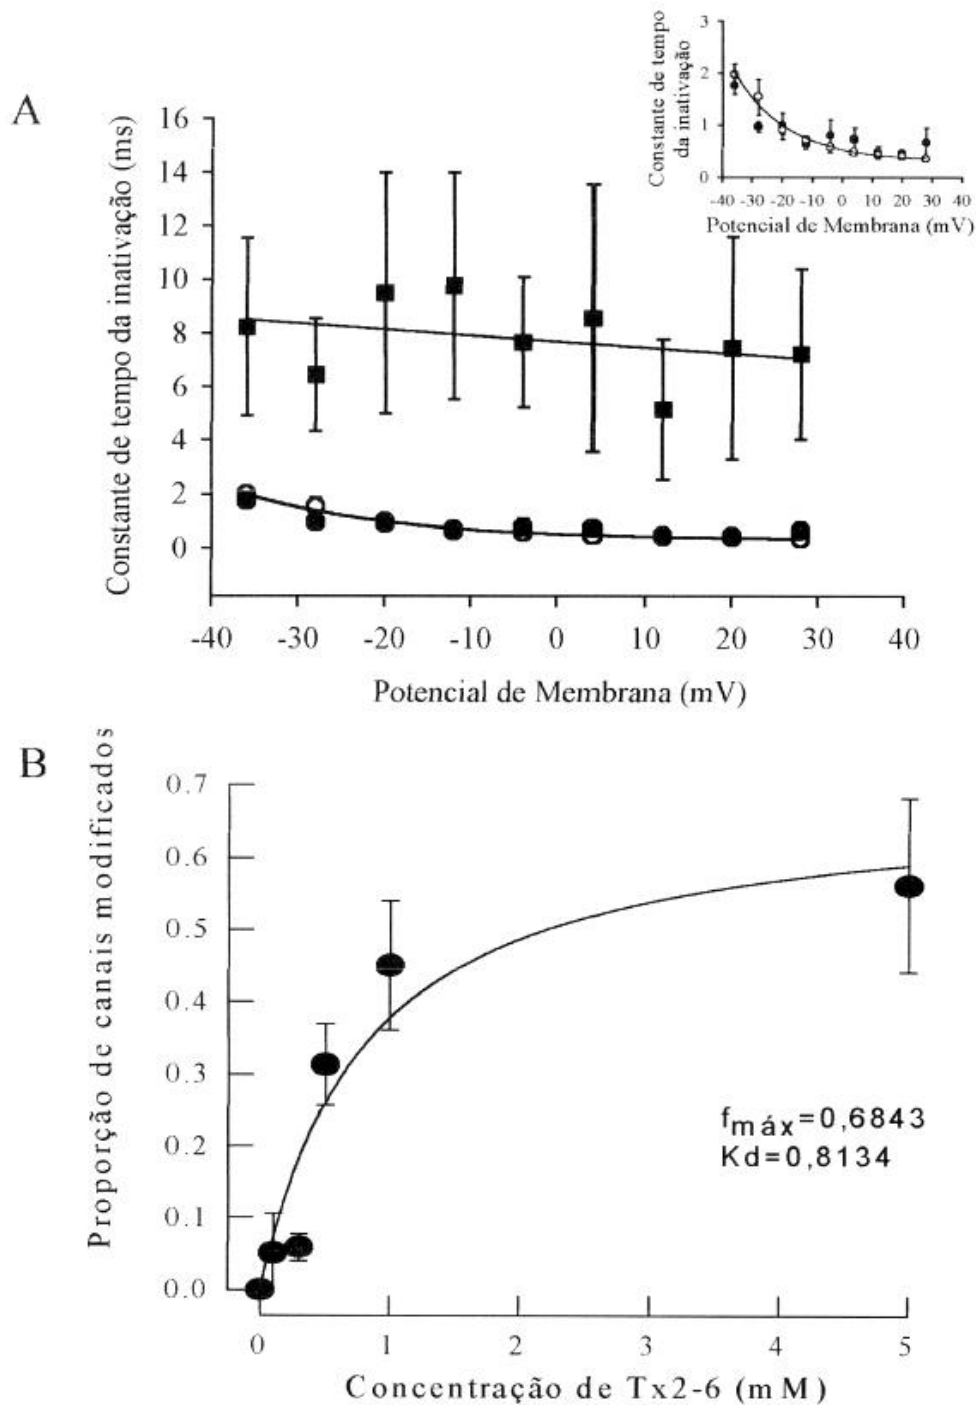 A
Constante de tempo da inativação (ms)
16
14
12
10
8
6
4
2
0
-40 -30 -20 -10 0 10 20 30 40
Potencial de Membrana (mV)
Constante de tempo
da inativação
3
2
1
0
-40 -30 -20 -10 0 10 20 30 40
Potencial de Membrana (mV)
B
Proporção de canais modificados
0.7
0.6
0.5
0.4
0.3
0.2
0.1
0.0
fmáx=0,6843
Kd=0,8134
0 1 2 3 4 5
Concentração de Tx2-6 (mM)